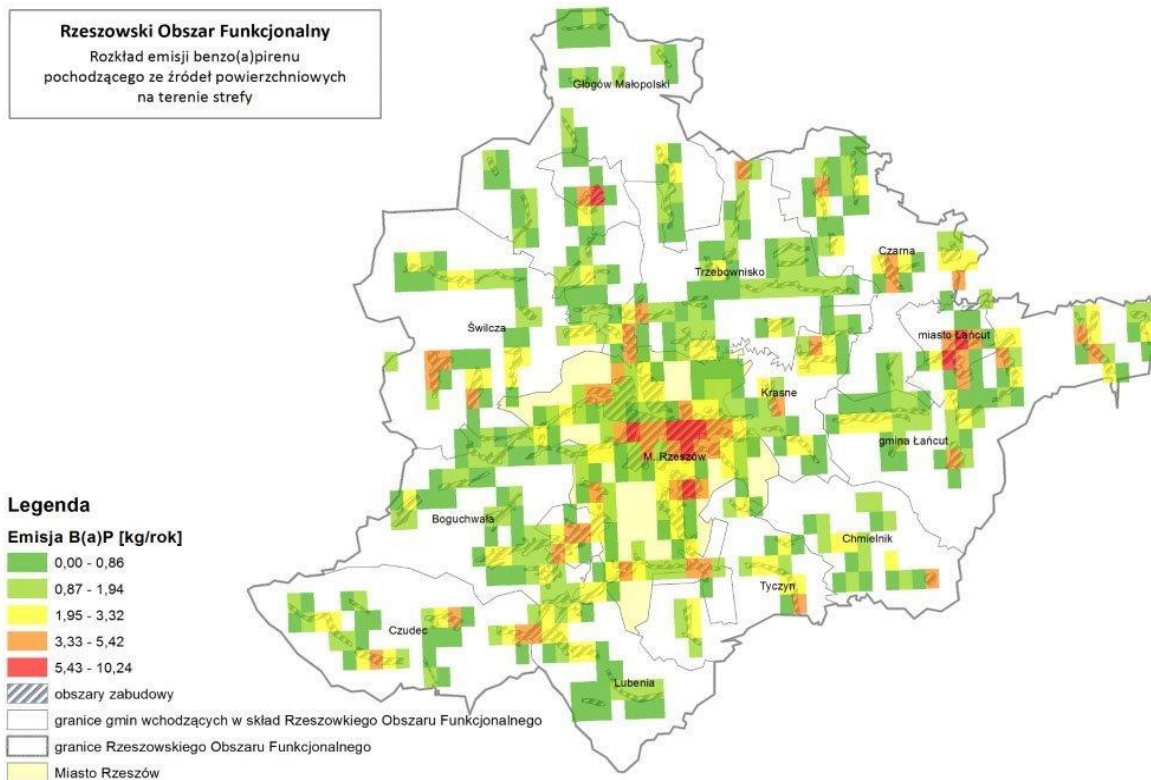 Rzeszowski Obszar Funkcjonalny
Rozkład emisji benzo(a)pirenu
pochodzącego ze źródeł powierzchniowych
na terenie strefy
Głogów Małopolski
Czarna
Trzebownisko
Świlcza
miasto Łańcut
Krasne
gmina Łańcut
M. Rzeszów
Boguchwała
Chmielnik
Tyczyn
Czudec
Lubenia
Legenda
Emisja B(a)P [kg/rok]
0,00 - 0,86
0,87 - 1,94
1,95 - 3,32
3,33 - 5,42
5,43 - 10,24
obszary zabudowy
granice gmin wchodzących w skład Rzeszowkiego Obszaru Funkcjonalnego
granice Rzeszowskiego Obszaru Funkcjonalnego
Miasto Rzeszów